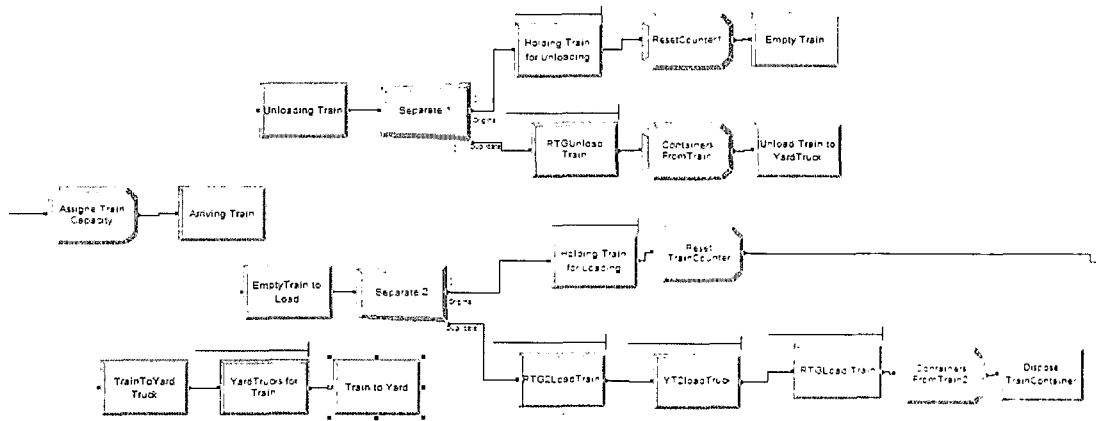 Holding Train
for Unloading
ResetCounter1
Empty Train
Unloading Train
Separate 1
Original
Duplicate
RTGUnload
Train
Containers
FromTrain
Unload Train to
YardTruck
Assigne Train
Capacity
Arriving Train
Holding Train
for Loading
Reset
TrainCounter
EmptyTrain to
Load
Separate 2
Original
Duplicate
TrainToYard
Truck
YardTrucks for
Train
Train to Yard
RTG2LoadTrain
YT2loadTruck
RTGLoad Train
Containers
FromTrain2
Dispose
TrainContainer